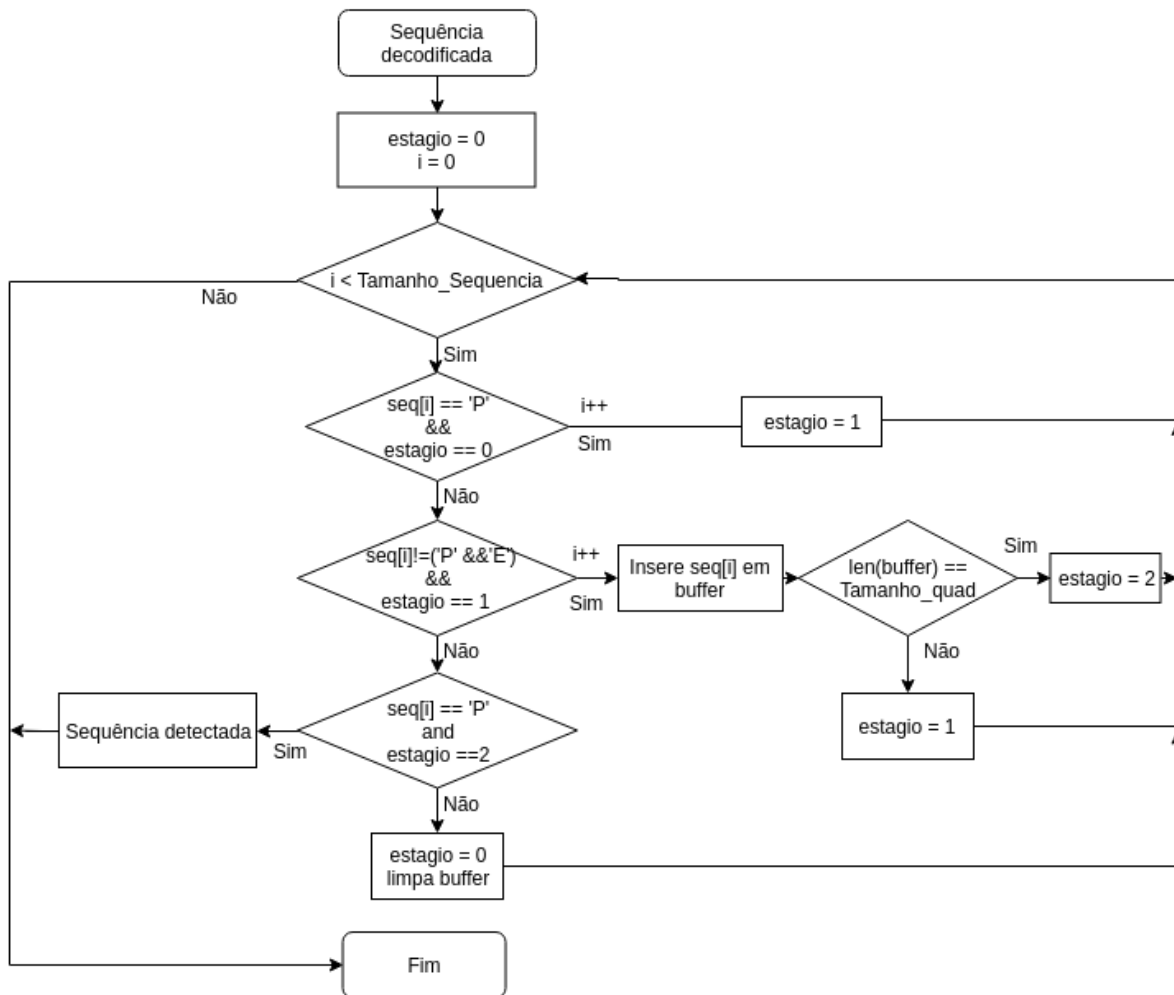 Sequência
decodificada
estagio = 0
i = 0
i < Tamanho_Sequencia
Não
Sim
seq[i] == 'P'
&&
estagio == 0
i++
Sim
estagio = 1
Não
seq[i]!=('P' &&'E')
&&
estagio == 1
i++
Sim
Insere seq[i] em
buffer
len(buffer) ==
Tamanho_quad
Sim
estagio = 2
Não
estagio = 1
Não
seq[i] == 'P'
and
estagio ==2
Sim
Sequência detectada
Não
estagio = 0
limpa buffer
Fim